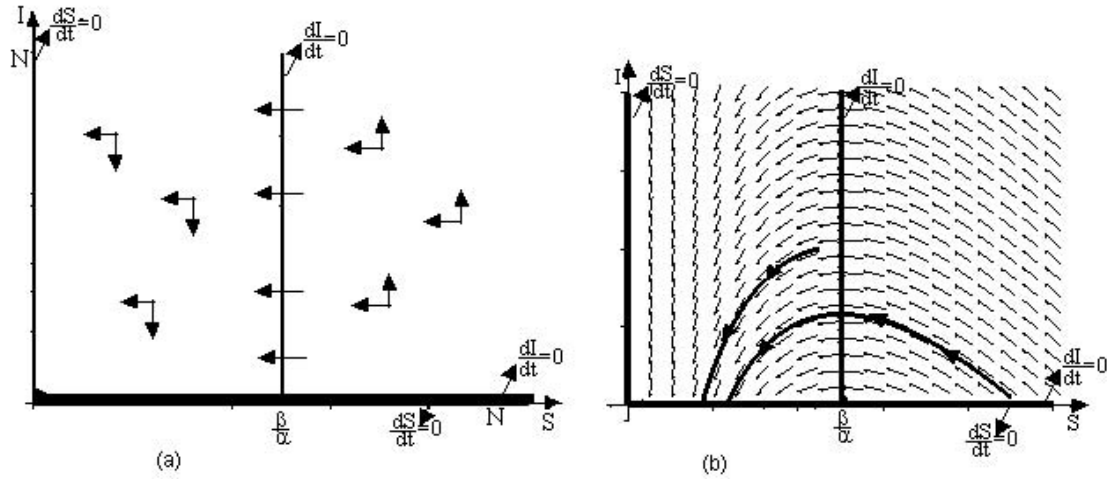 I
dS/dt=0
N
dI/dt=0
dI/dt=0
β/α
dS/dt=0
N
S
(a)
I
dS/dt=0
dI/dt=0
dI/dt=0
β/α
dS/dt=0
S
(b)